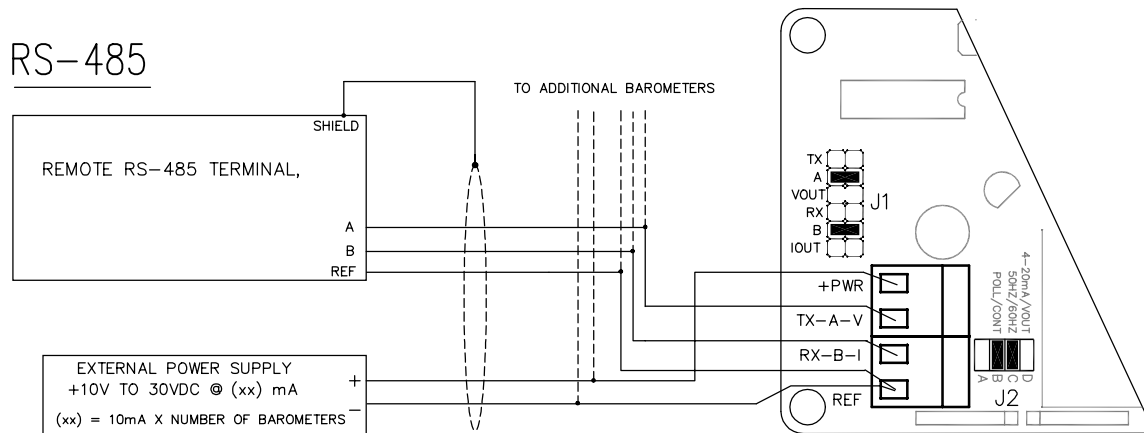 RS-485
TO ADDITIONAL BAROMETERS
SHIELD
REMOTE RS-485 TERMINAL,
A
B
REF
EXTERNAL POWER SUPPLY
+10V TO 30VDC @ (xx) mA
(xx) = 10mA X NUMBER OF BAROMETERS
+
−
TX
A
VOUT
RX
B
IOUT
J1
+PWR
TX-A-V
RX-B-I
REF
4-20mA/VOUT
50HZ/60HZ
POLL/CONT
A
B
C
D
J2